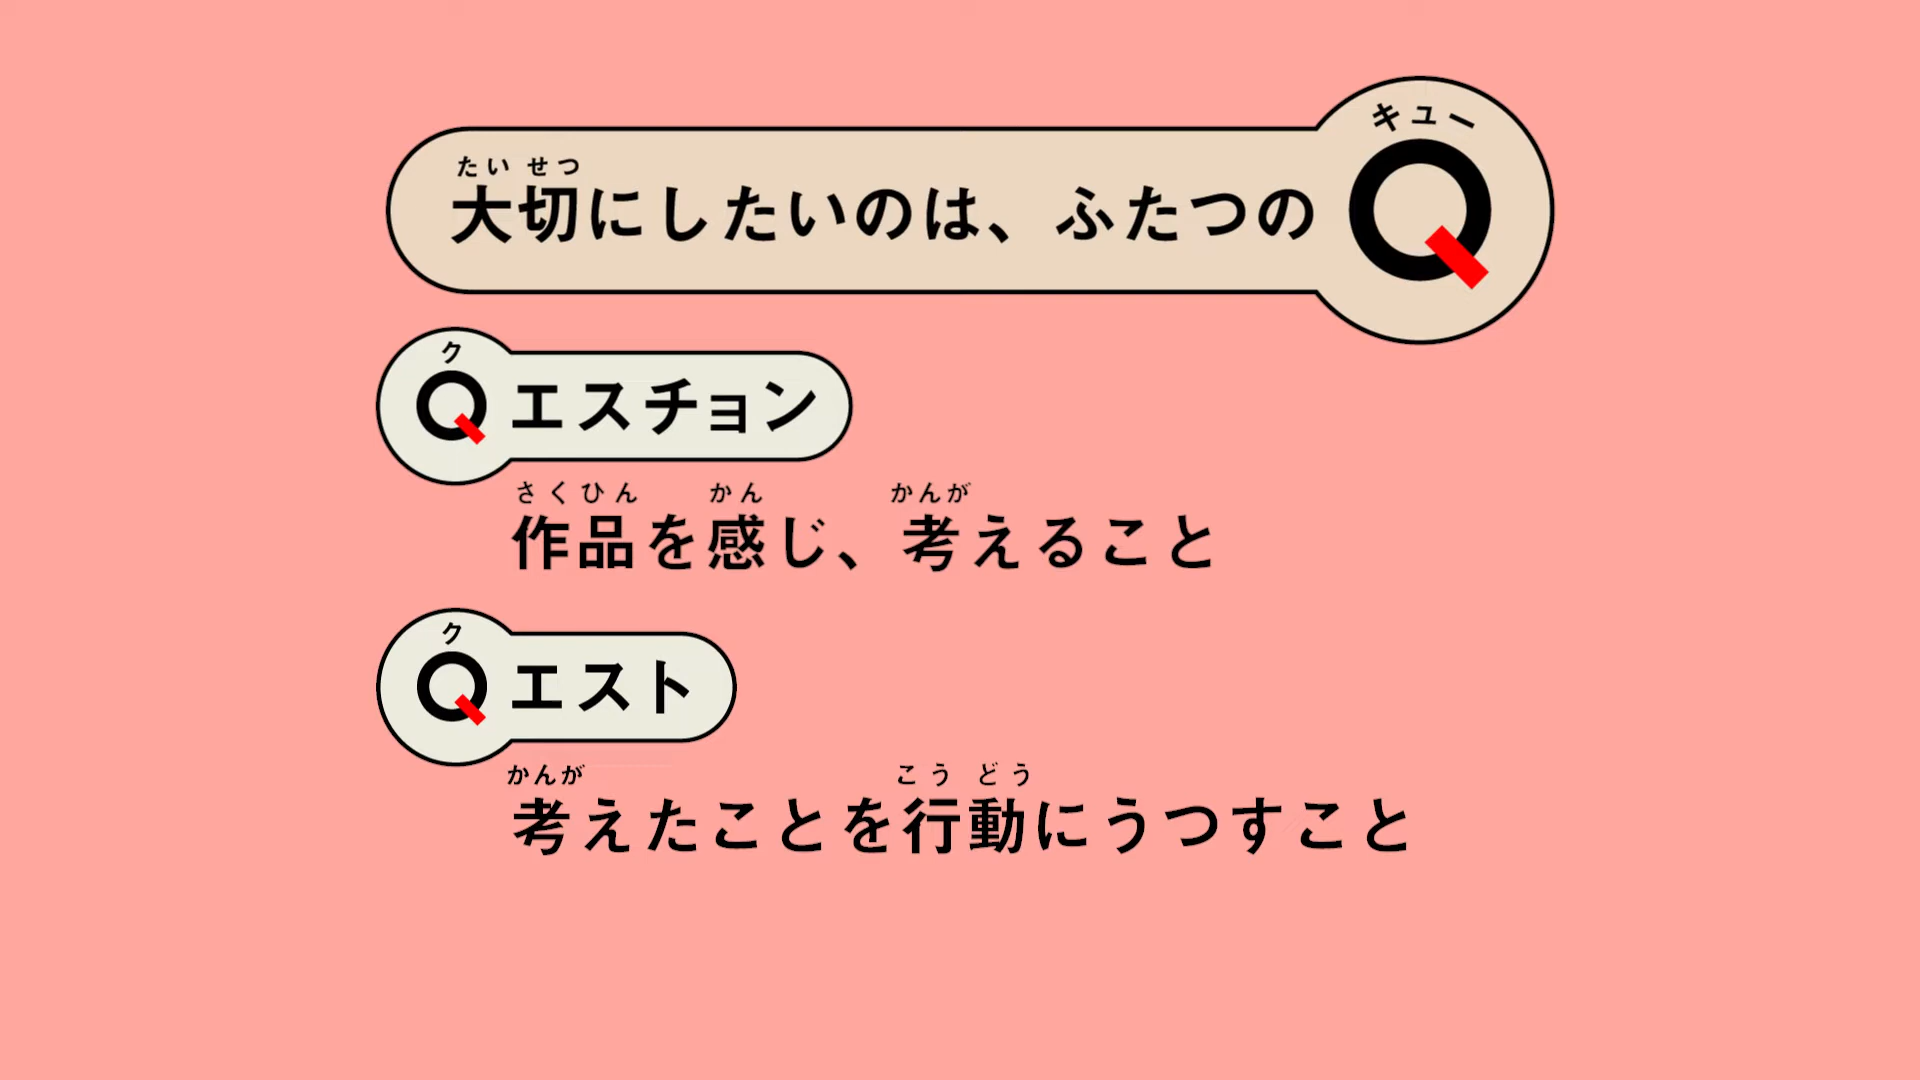 キュー
たいせつ
大切にしたいのは、ふたつのQ
ク
Qエスチョン
さくひん かん かんが
作品を感じ、考えること
ク
Qエスト
かんが こうどう
考えたことを行動にうつすこと